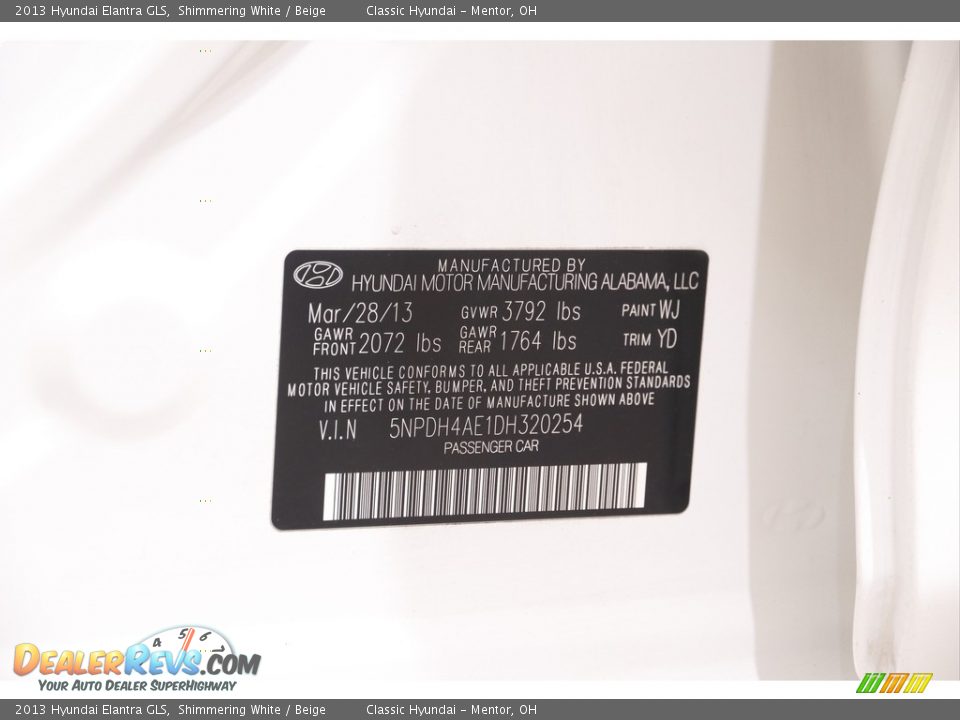 2013 Hyundai Elantra GLS, Shimmering White / Beige Classic Hyundai - Mentor, OH
MANUFACTURED BY
HYUNDAI MOTOR MANUFACTURING ALABAMA, LLC
Mar/28/13 GVWR 3792 lbs PAINT WJ
GAWR FRONT 2072 lbs GAWR REAR 1764 lbs TRIM YD
THIS VEHICLE CONFORMS TO ALL APPLICABLE U.S.A. FEDERAL
MOTOR VEHICLE SAFETY, BUMPER, AND THEFT PREVENTION STANDARDS
IN EFFECT ON THE DATE OF MANUFACTURE SHOWN ABOVE
V.I.N 5NPDH4AE1DH320254
PASSENGER CAR
4 5 6 7
DEALERREVS.COM
YOUR AUTO DEALER SUPERHIGHWAY
2013 Hyundai Elantra GLS, Shimmering White / Beige Classic Hyundai - Mentor, OH